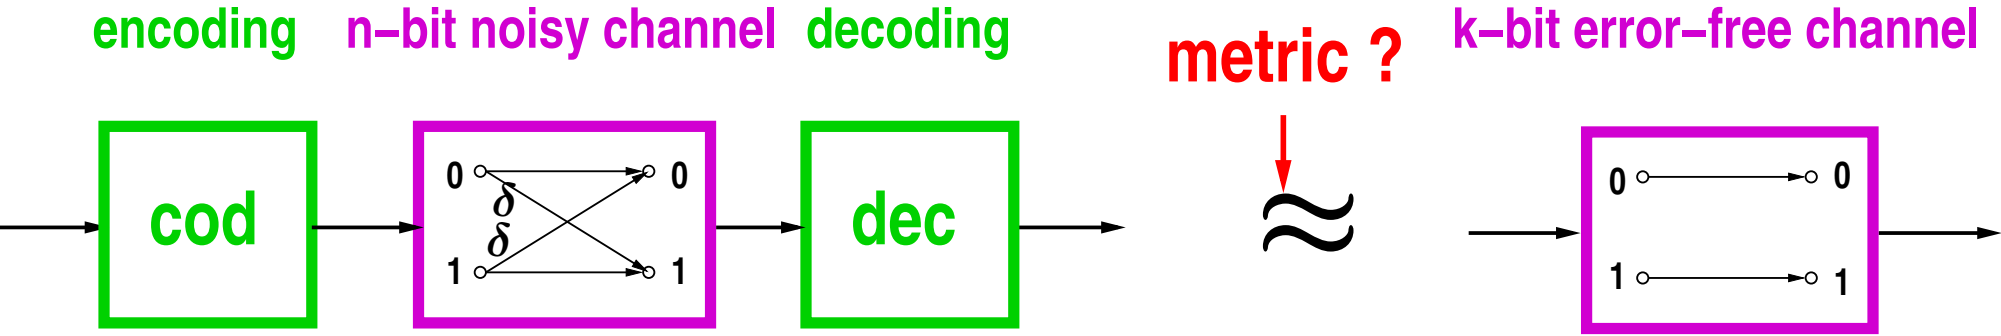 encoding n−bit noisy channel decoding
metric ?
k−bit error−free channel
cod
0 0
δ
δ
1 1
dec
≈
0 0
1 1